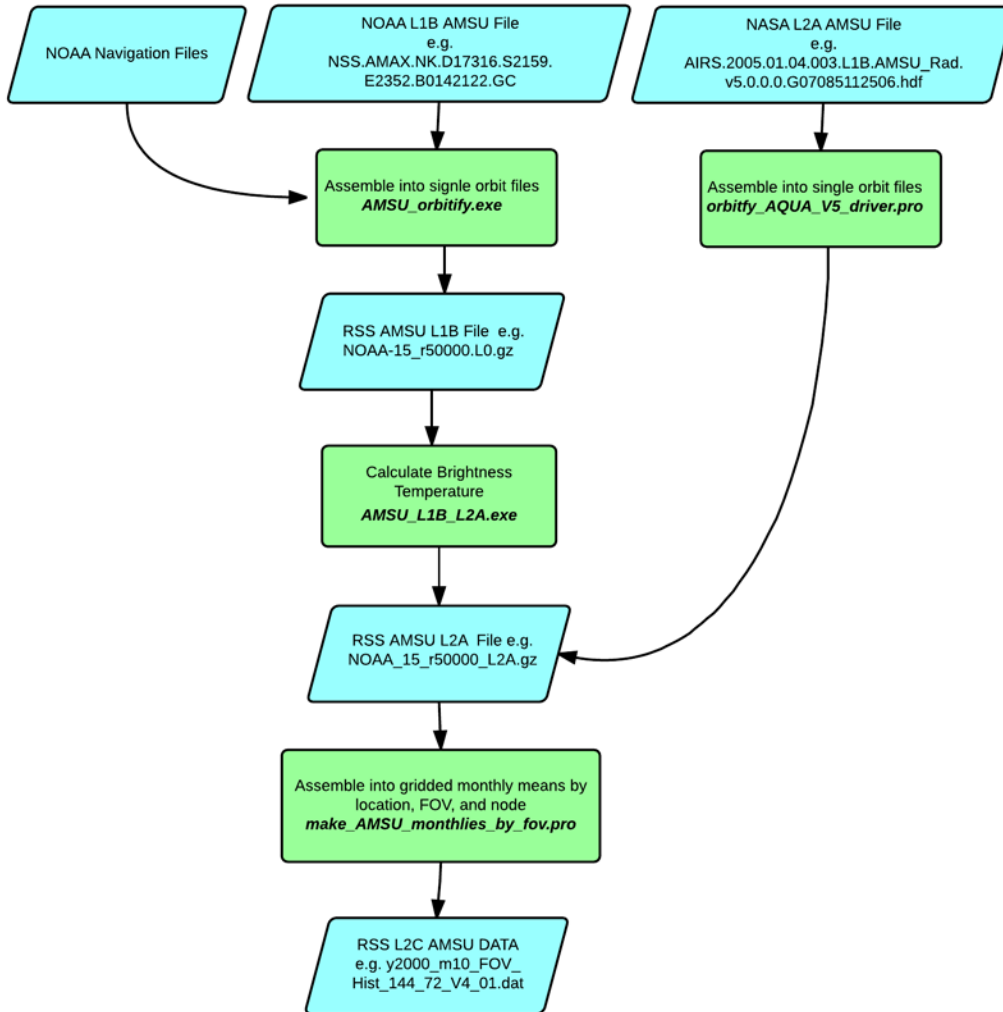 NOAA Navigation Files
NOAA L1B AMSU File
e.g.
NSS.AMAX.NK.D17316.S2159.
E2352.B0142122.GC
NASA L2A AMSU File
e.g.
AIRS.2005.01.04.003.L1B.AMSU_Rad.
v5.0.0.0.G07085112506.hdf
Assemble into signle orbit files
AMSU_orbitify.exe
Assemble into single orbit files
orbitfy_AQUA_V5_driver.pro
RSS AMSU L1B File e.g.
NOAA-15_r50000.L0.gz
Calculate Brightness
Temperature
AMSU_L1B_L2A.exe
RSS AMSU L2A File e.g.
NOAA_15_r50000_L2A.gz
Assemble into gridded monthly means by
location, FOV, and node
make_AMSU_monthlies_by_fov.pro
RSS L2C AMSU DATA
e.g. y2000_m10_FOV_
Hist_144_72_V4_01.dat